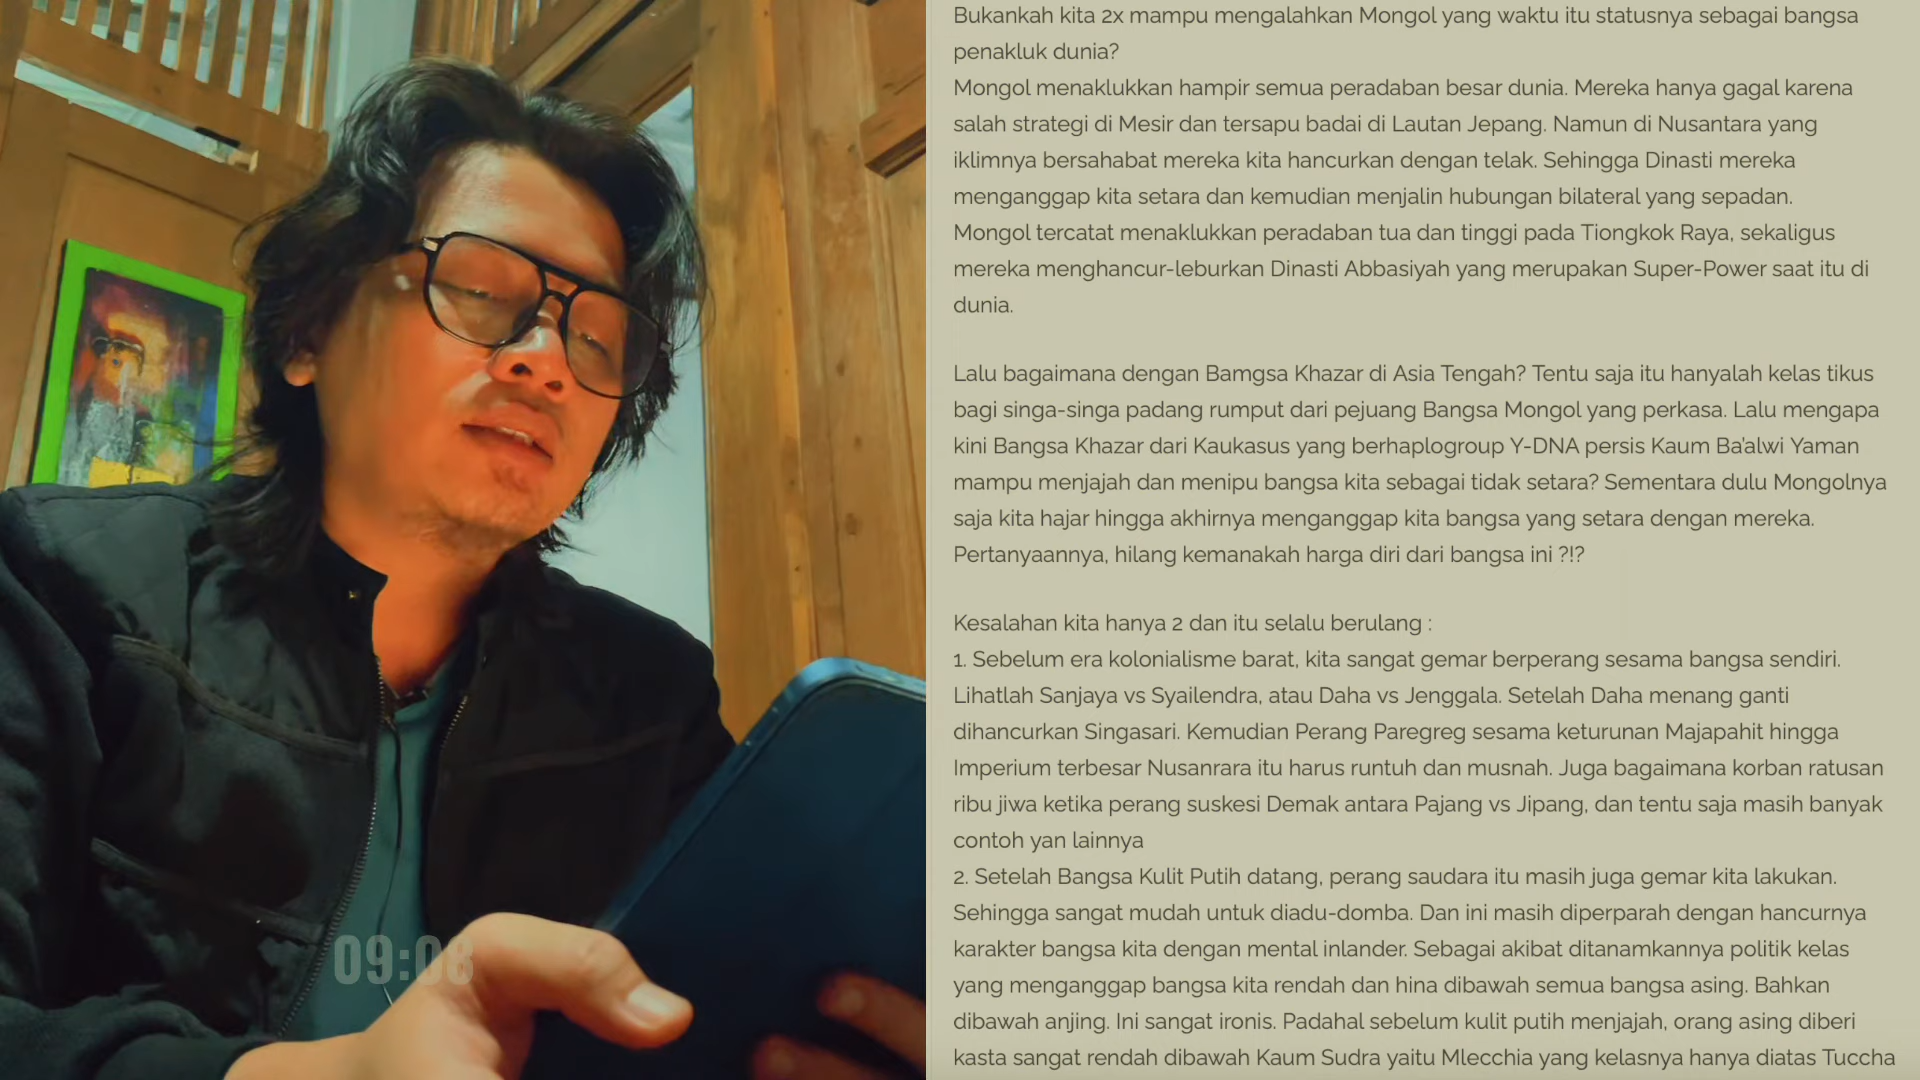 Bukankah kita 2x mampu mengalahkan Mongol yang waktu itu statusnya sebagai bangsa
penakluk dunia?
Mongol menaklukkan hampir semua peradaban besar dunia. Mereka hanya gagal karena
salah strategi di Mesir dan tersapu badai di Lautan Jepang. Namun di Nusantara yang
iklimnya bersahabat mereka kita hancurkan dengan telak. Sehingga Dinasti mereka
menganggap kita setara dan kemudian menjalin hubungan bilateral yang sepadan.
Mongol tercatat menaklukkan peradaban tua dan tinggi pada Tiongkok Raya, sekaligus
mereka menghancur-leburkan Dinasti Abbasiyah yang merupakan Super-Power saat itu di
dunia.
Lalu bagaimana dengan Bamgsa Khazar di Asia Tengah? Tentu saja itu hanyalah kelas tikus
bagi singa-singa padang rumput dari pejuang Bangsa Mongol yang perkasa. Lalu mengapa
kini Bangsa Khazar dari Kaukasus yang berhaplogroup Y-DNA persis Kaum Ba'alwi Yaman
mampu menjajah dan menipu bangsa kita sebagai tidak setara? Sementara dulu Mongolnya
saja kita hajar hingga akhirnya menganggap kita bangsa yang setara dengan mereka.
Pertanyaannya, hilang kemanakah harga diri dari bangsa ini ?!?
Kesalahan kita hanya 2 dan itu selalu berulang :
1. Sebelum era kolonialisme barat, kita sangat gemar berperang sesama bangsa sendiri.
Lihatlah Sanjaya vs Syailendra, atau Daha vs Jenggala. Setelah Daha menang ganti
dihancurkan Singasari. Kemudian Perang Paregreg sesama keturunan Majapahit hingga
Imperium terbesar Nusanrara itu harus runtuh dan musnah. Juga bagaimana korban ratusan
ribu jiwa ketika perang suskesi Demak antara Pajang vs Jipang, dan tentu saja masih banyak
contoh yan lainnya
2. Setelah Bangsa Kulit Putih datang, perang saudara itu masih juga gemar kita lakukan.
Sehingga sangat mudah untuk diadu-domba. Dan ini masih diperparah dengan hancurnya
karakter bangsa kita dengan mental inlander. Sebagai akibat ditanamkannya politik kelas
yang menganggap bangsa kita rendah dan hina dibawah semua bangsa asing. Bahkan
dibawah anjing. Ini sangat ironis. Padahal sebelum kulit putih menjajah, orang asing diberi
kasta sangat rendah dibawah Kaum Sudra yaitu Mlecchia yang kelasnya hanya diatas Tuccha
09:08